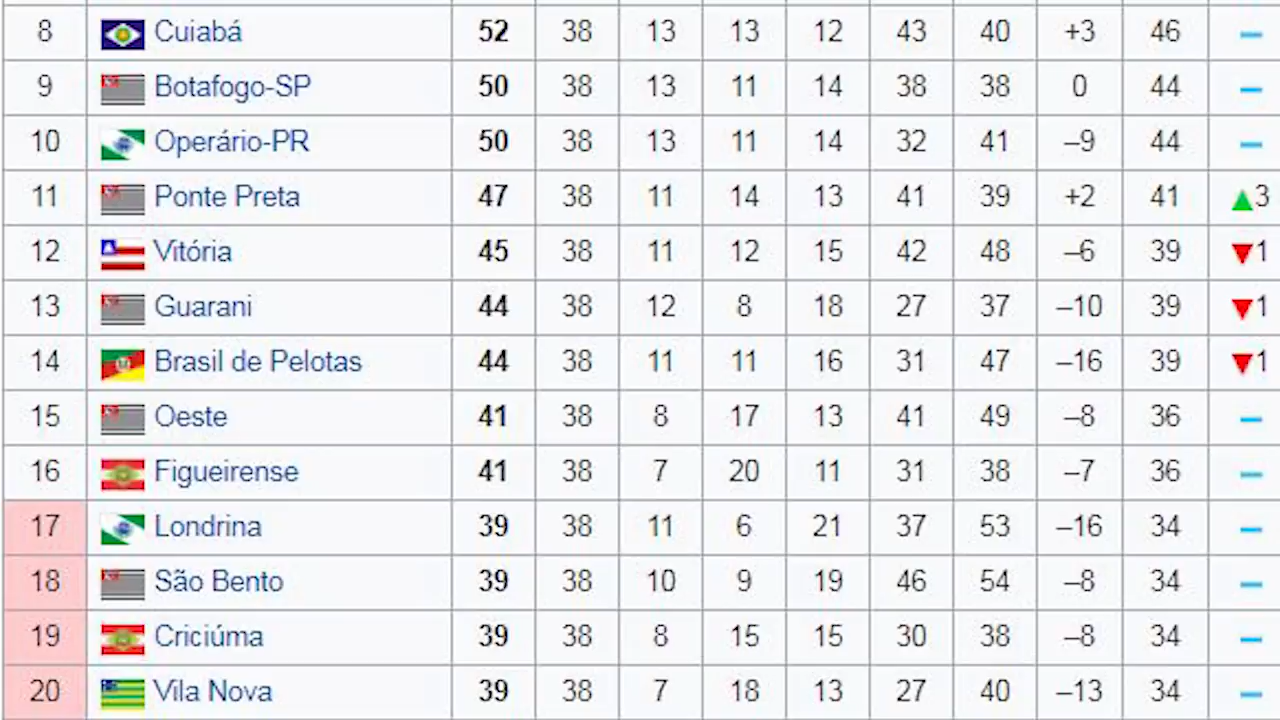 8 Cuiabá 52 38 13 13 12 43 40 +3 46
9 Botafogo-SP 50 38 13 11 14 38 38 0 44
10 Operário-PR 50 38 13 11 14 32 41 –9 44
11 Ponte Preta 47 38 11 14 13 41 39 +2 41 ▲3
12 Vitória 45 38 11 12 15 42 48 –6 39 ▼1
13 Guarani 44 38 12 8 18 27 37 –10 39 ▼1
14 Brasil de Pelotas 44 38 11 11 16 31 47 –16 39 ▼1
15 Oeste 41 38 8 17 13 41 49 –8 36
16 Figueirense 41 38 7 20 11 31 38 –7 36
17 Londrina 39 38 11 6 21 37 53 –16 34
18 São Bento 39 38 10 9 19 46 54 –8 34
19 Criciúma 39 38 8 15 15 30 38 –8 34
20 Vila Nova 39 38 7 18 13 27 40 –13 34